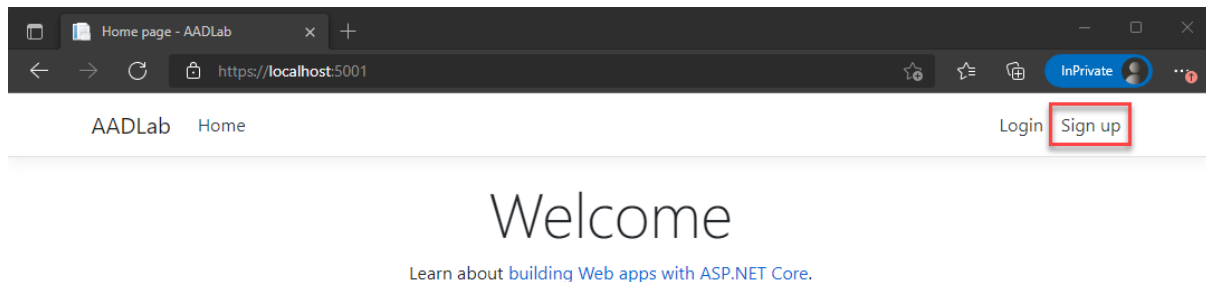 Home page - AADLab
https://localhost:5001
InPrivate
AADLab Home Login Sign up
Welcome
Learn about building Web apps with ASP.NET Core.